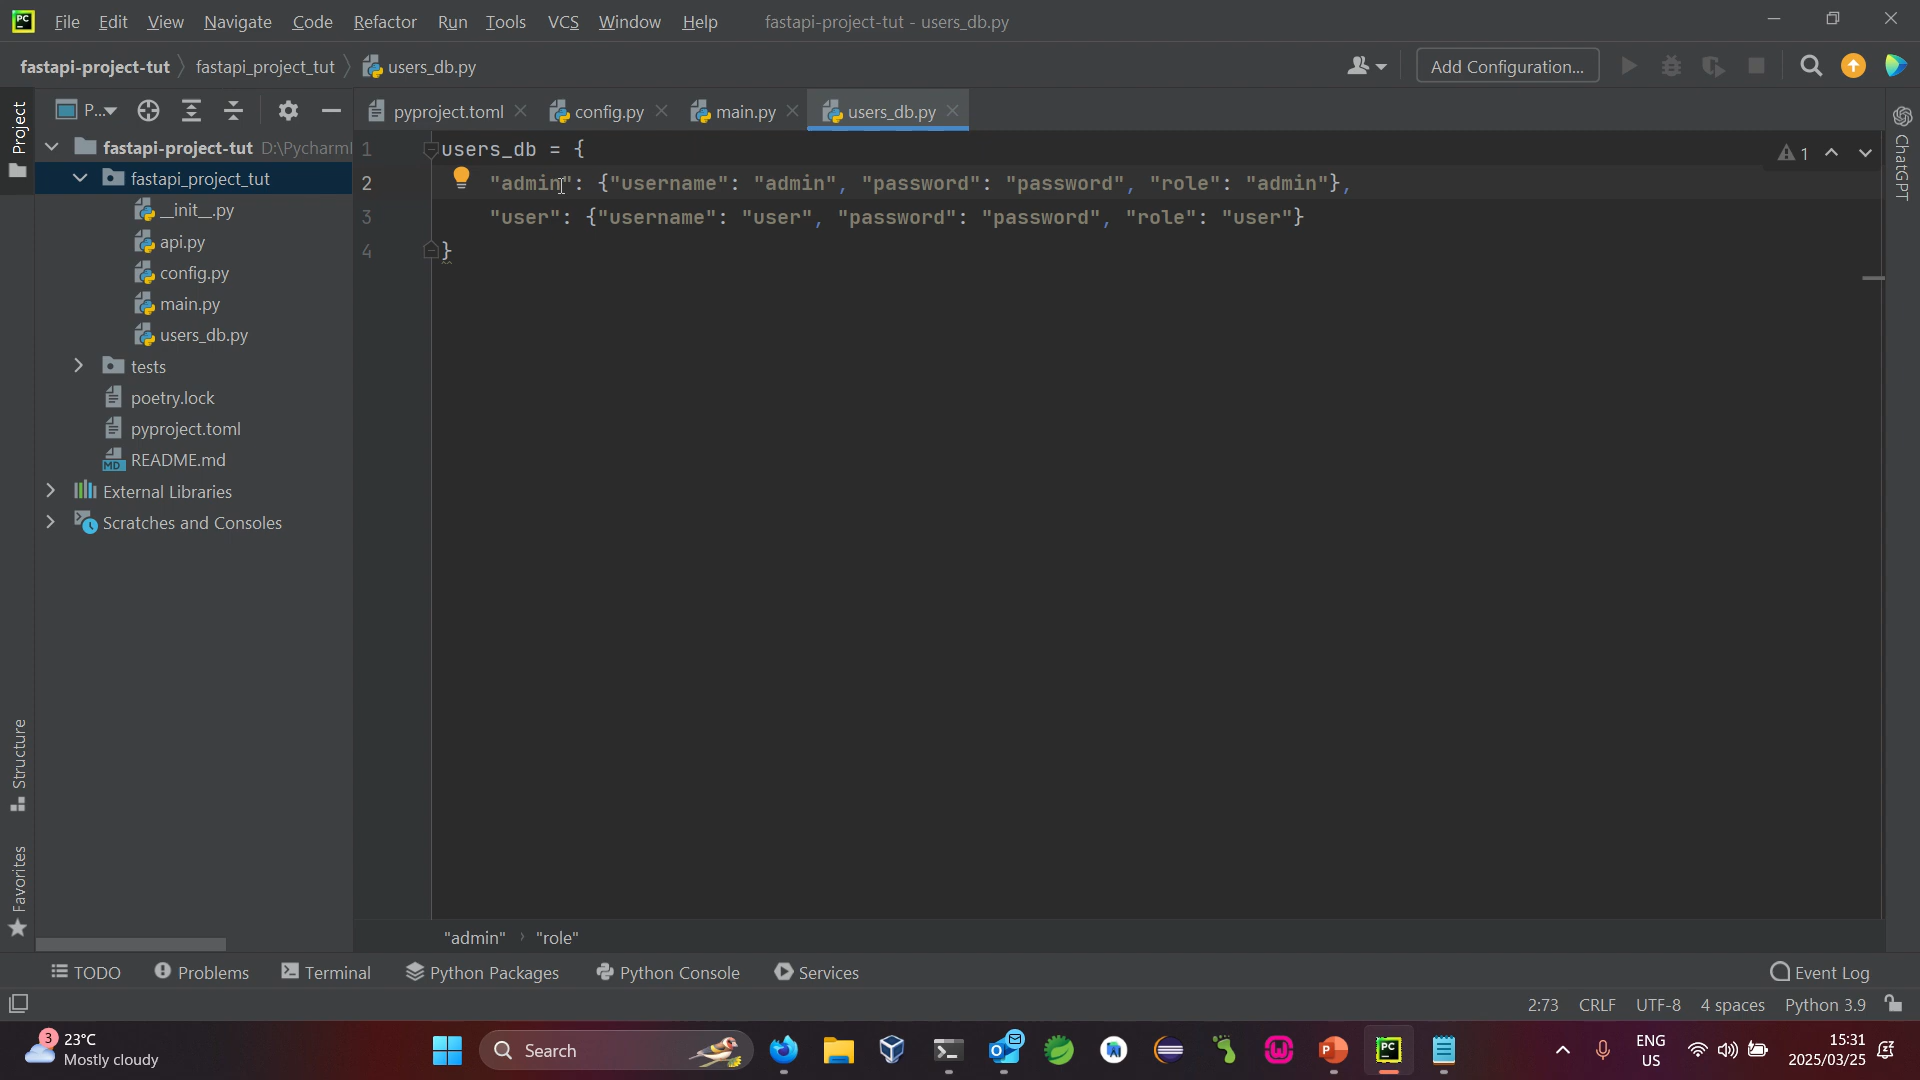 PC File Edit View Navigate Code Refactor Run Tools VCS Window Help fastapi-project-tut - users_db.py
fastapi-project-tut fastapi_project_tut users_db.py Add Configuration...
P... pyproject.toml config.py main.py users_db.py
Project
fastapi-project-tut D:\Pycharml
fastapi_project_tut
__init__.py
api.py
config.py
main.py
users_db.py
tests
poetry.lock
pyproject.toml
MD README.md
External Libraries
Scratches and Consoles
Structure
Favorites
1 users_db = {
2 "admin": {"username": "admin", "password": "password", "role": "admin"},
3 "user": {"username": "user", "password": "password", "role": "user"}
4 }
1
ChatGPT
"admin" "role"
TODO Problems Terminal Python Packages Python Console Services Event Log
2:73 CRLF UTF-8 4 spaces Python 3.9
3 23°C
Mostly cloudy
Search
PC
ENG
US
15:31
2025/03/25